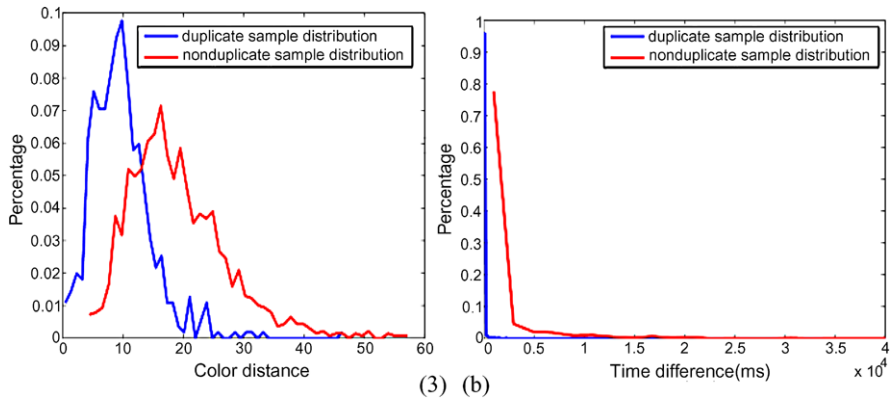 0.1
0.09
0.08
0.07
0.06
0.05
0.04
0.03
0.02
0.01
0
Percentage
duplicate sample distribution
nonduplicate sample distribution
0 10 20 30 40 50 60
Color distance
(3)
1
0.9
0.8
0.7
0.6
0.5
0.4
0.3
0.2
0.1
0
Percentage
duplicate sample distribution
nonduplicate sample distribution
0 0.5 1 1.5 2 2.5 3 3.5 4
x 10⁴
Time difference(ms)
(b)